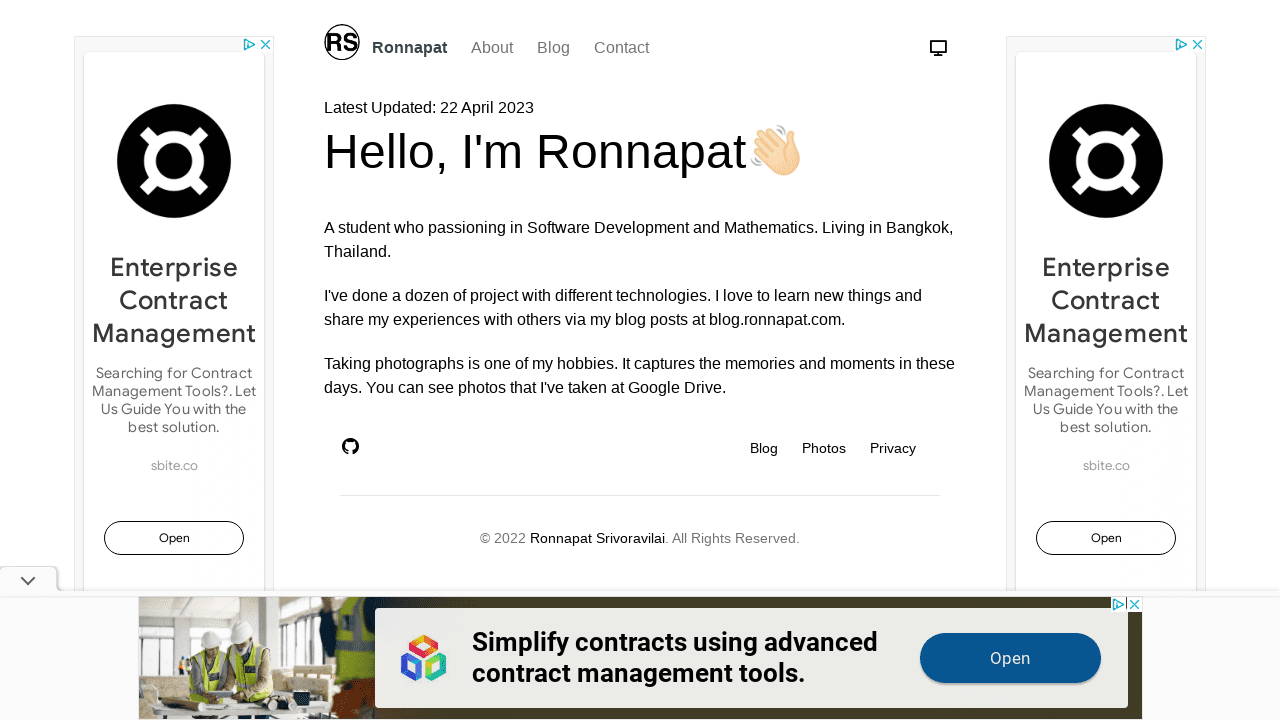 RS
Ronnapat About Blog Contact
Latest Updated: 22 April 2023
Hello, I'm Ronnapat👋🏼
A student who passioning in Software Development and Mathematics. Living in Bangkok,
Thailand.
I've done a dozen of project with different technologies. I love to learn new things and
share my experiences with others via my blog posts at blog.ronnapat.com.
Taking photographs is one of my hobbies. It captures the memories and moments in these
days. You can see photos that I've taken at Google Drive.
Blog Photos Privacy
© 2022 Ronnapat Srivoravilai. All Rights Reserved.
Enterprise
Contract
Management
Searching for Contract
Management Tools?. Let
Us Guide You with the
best solution.
sbite.co
Open
Enterprise
Contract
Management
Searching for Contract
Management Tools?. Let
Us Guide You with the
best solution.
sbite.co
Open
Simplify contracts using advanced
contract management tools.
Open